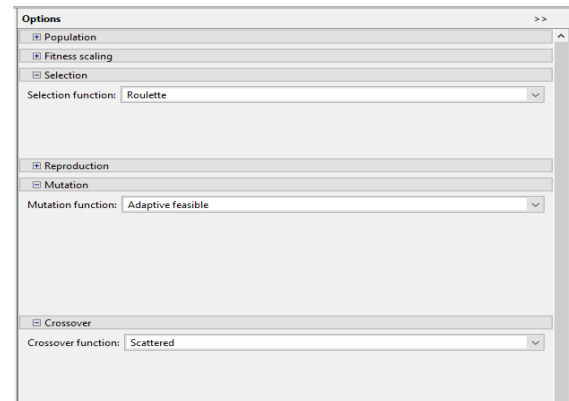 Options >>
Population
Fitness scaling
Selection
Selection function: Roulette
Reproduction
Mutation
Mutation function: Adaptive feasible
Crossover
Crossover function: Scattered